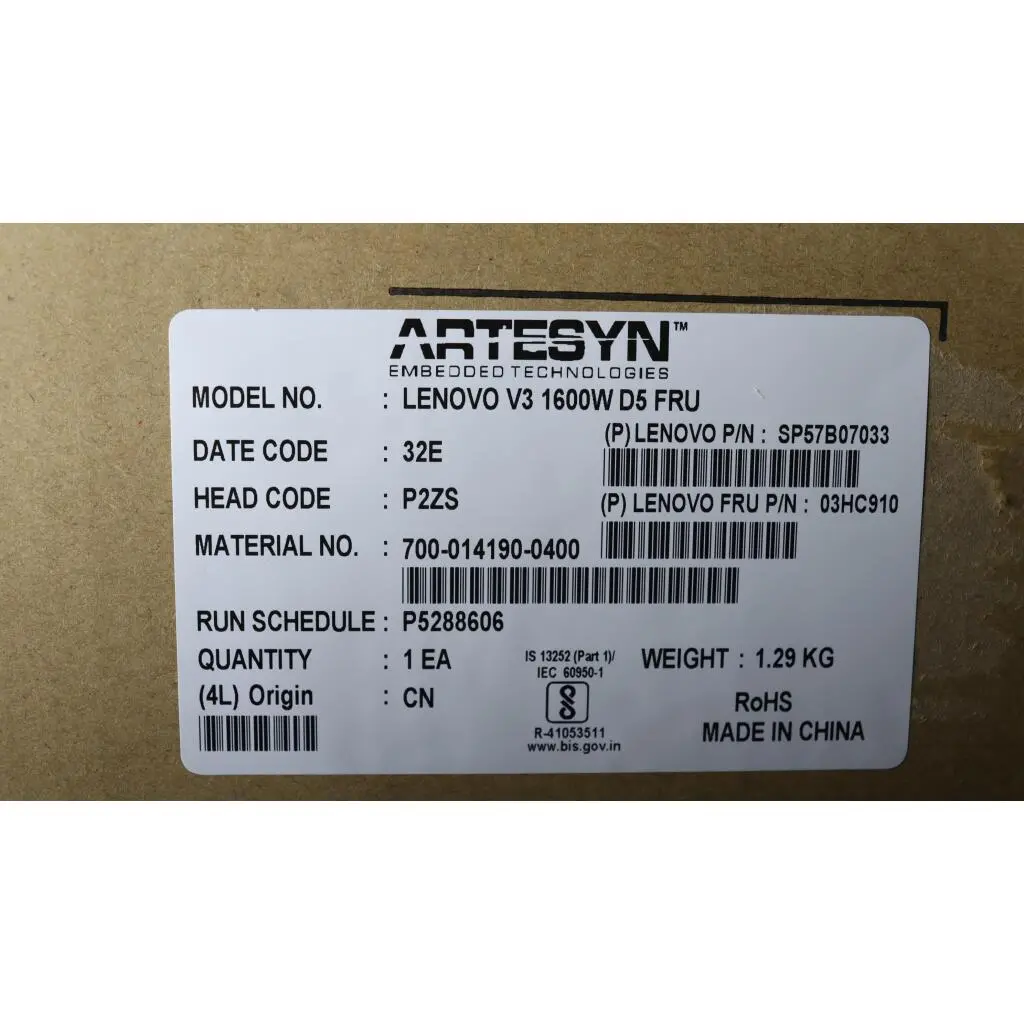 ARTESYN™
EMBEDDED TECHNOLOGIES
MODEL NO. : LENOVO V3 1600W D5 FRU
(P) LENOVO P/N : SP57B07033
DATE CODE : 32E
HEAD CODE : P2ZS
(P) LENOVO FRU P/N : 03HC910
MATERIAL NO. : 700-014190-0400
RUN SCHEDULE : P5288606
QUANTITY : 1 EA
IS 13252 (Part 1)/
IEC 60950-1
WEIGHT : 1.29 KG
(4L) Origin : CN
R-41053511
www.bis.gov.in
RoHS
MADE IN CHINA